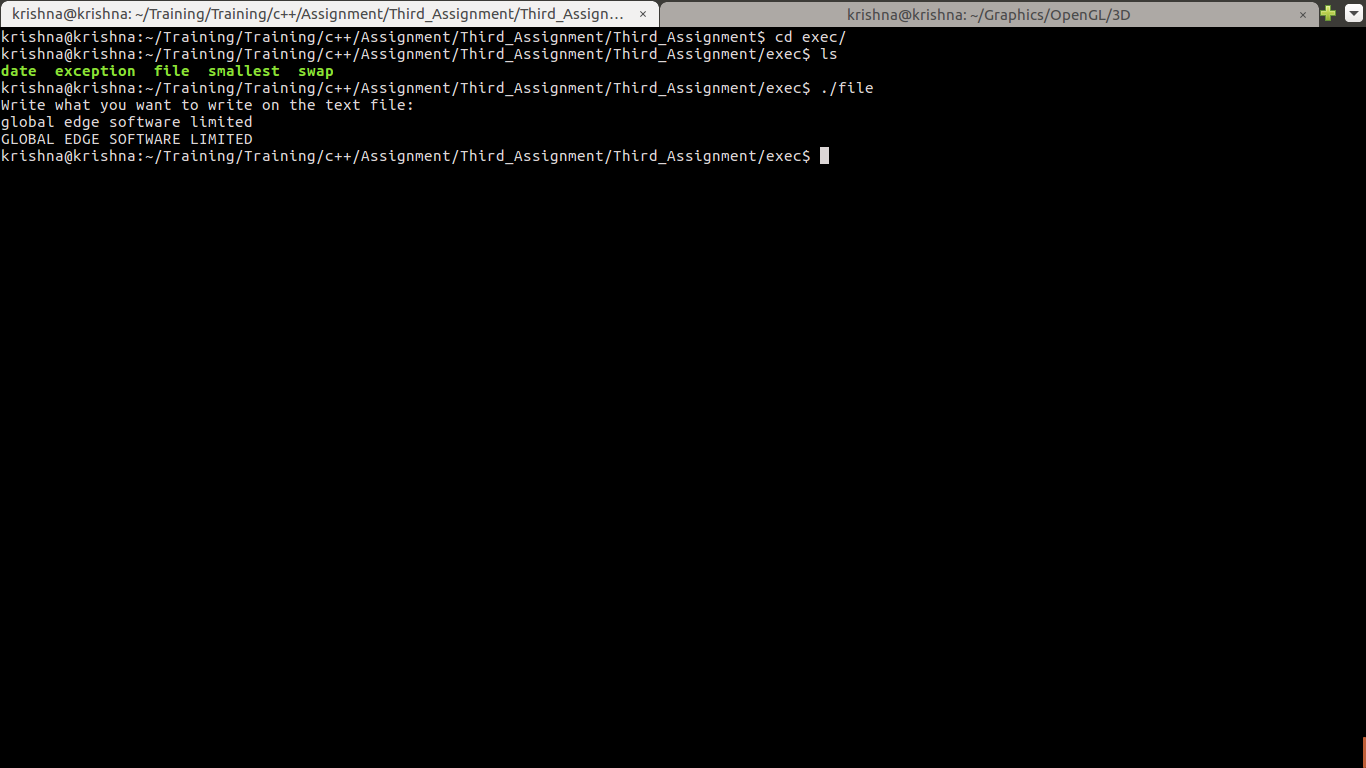 krishna@krishna: ~/Training/Training/c++/Assignment/Third_Assignment/Third_Assign... ×
krishna@krishna: ~/Graphics/OpenGL/3D ×
krishna@krishna:~/Training/Training/c++/Assignment/Third_Assignment/Third_Assignment$ cd exec/
krishna@krishna:~/Training/Training/c++/Assignment/Third_Assignment/Third_Assignment/exec$ ls
date  exception  file  smallest  swap
krishna@krishna:~/Training/Training/c++/Assignment/Third_Assignment/Third_Assignment/exec$ ./file
Write what you want to write on the text file:
global edge software limited
GLOBAL EDGE SOFTWARE LIMITED
krishna@krishna:~/Training/Training/c++/Assignment/Third_Assignment/Third_Assignment/exec$